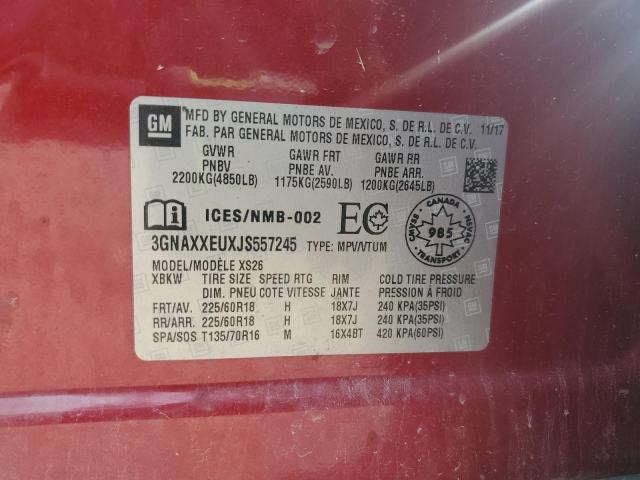 GM
MFD BY GENERAL MOTORS DE MEXICO, S. DE R.L. DE C.V. 11/17
FAB. PAR GENERAL MOTORS DE MEXICO, S. DE R.L. DE C.V.
GVWR GAWR FRT GAWR RR
PNBV PNBE AV. PNBE ARR.
2200KG(4850LB) 1175KG(2590LB) 1200KG(2645LB)
ICES/NMB-002 EC
CANADA
CMVSS 985 NSVAC
3GNAXXEUXJS557245 TYPE: MPV/VTUM
MODEL/MODÈLE XS26
XBKW TIRE SIZE SPEED RTG RIM COLD TIRE PRESSURE
DIM. PNEU COTE VITESSE JANTE PRESSION À FROID
FRT/AV. 225/60R18 H 18X7J 240 KPA(35PSI)
RR/ARR. 225/60R18 H 18X7J 240 KPA(35PSI)
SPA/SOS T135/70R16 M 16X4BT 420 KPA(60PSI)